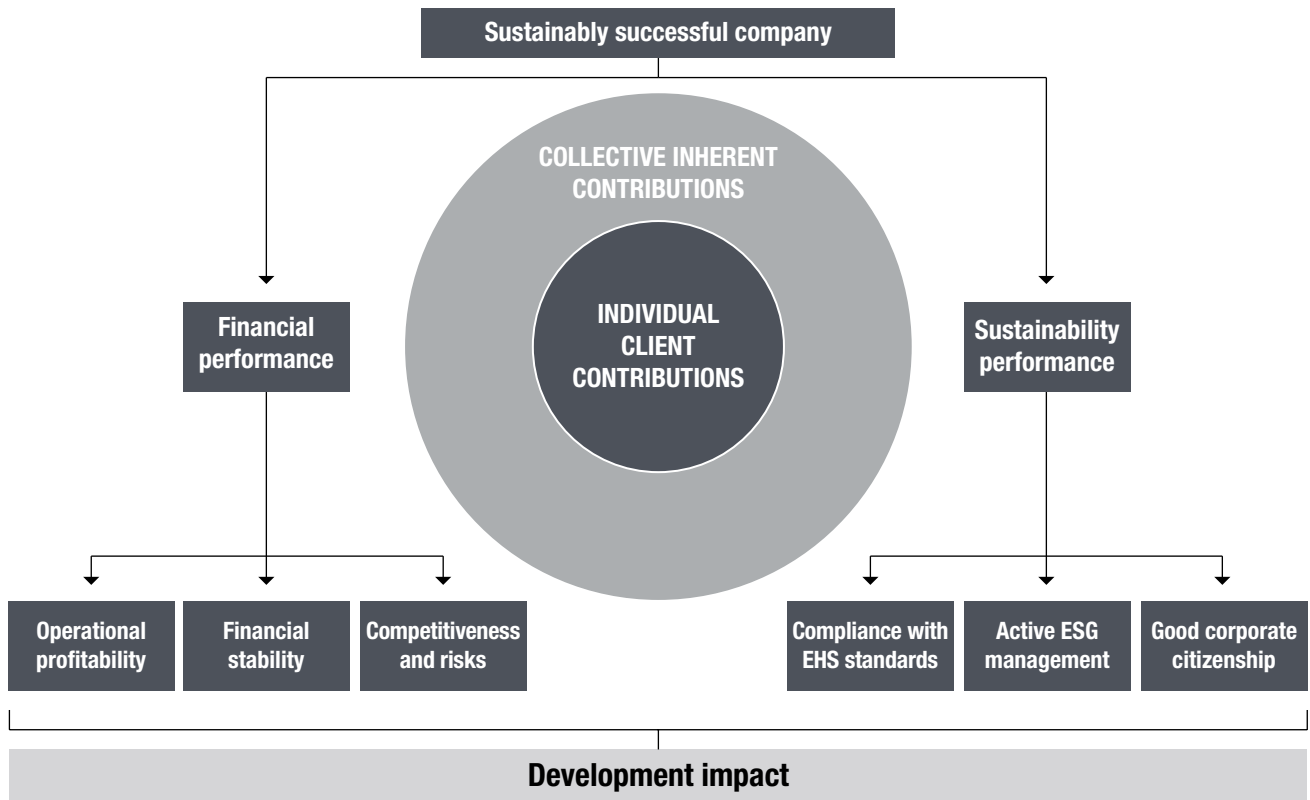 Sustainably successful company
COLLECTIVE INHERENT
CONTRIBUTIONS
INDIVIDUAL
CLIENT
CONTRIBUTIONS
Financial
performance
Sustainability
performance
Operational
profitability
Financial
stability
Competitiveness
and risks
Compliance with
EHS standards
Active ESG
management
Good corporate
citizenship
Development impact